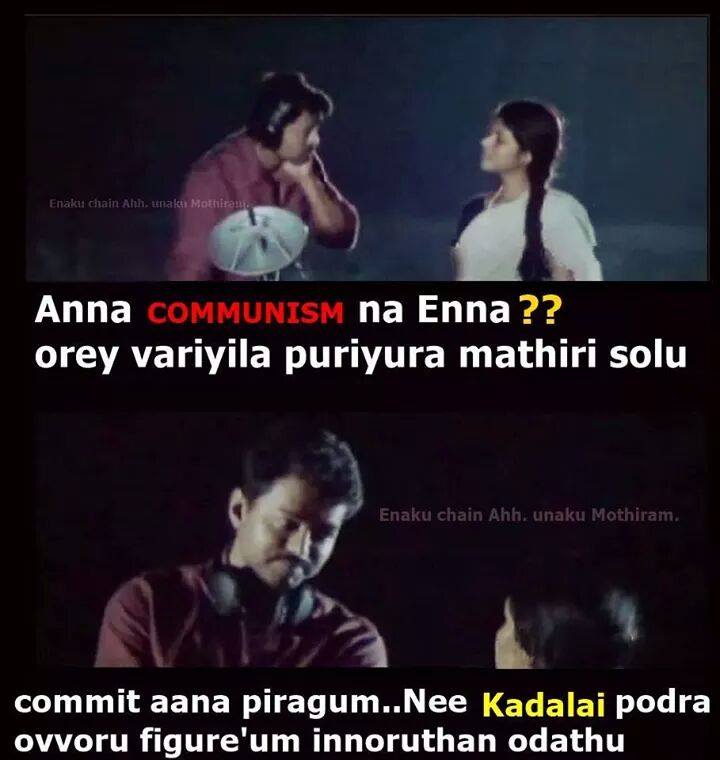 Enaku chain Ahh. unaku Mothiram.
Anna COMMUNISM na Enna??
orey variyila puriyura mathiri solu
Enaku chain Ahh. unaku Mothiram.
commit aana piragum..Nee Kadalai podra
ovvoru figure'um innoruthan odathu